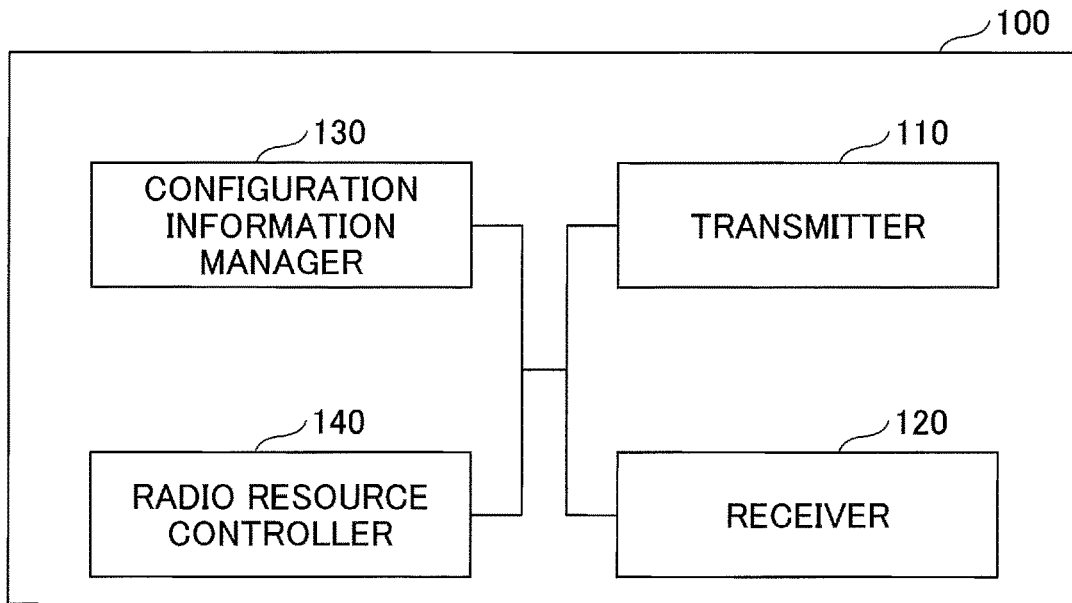 100
130
CONFIGURATION
INFORMATION
MANAGER
110
TRANSMITTER
140
RADIO RESOURCE
CONTROLLER
120
RECEIVER